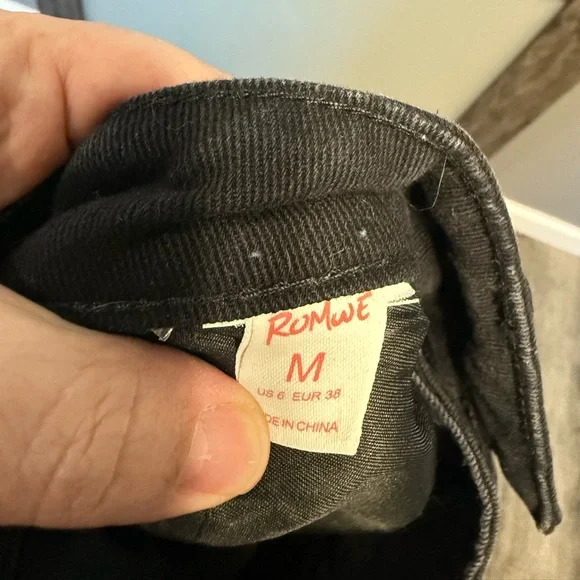 ROMWE
M
US 6 EUR 38
DE IN CHINA